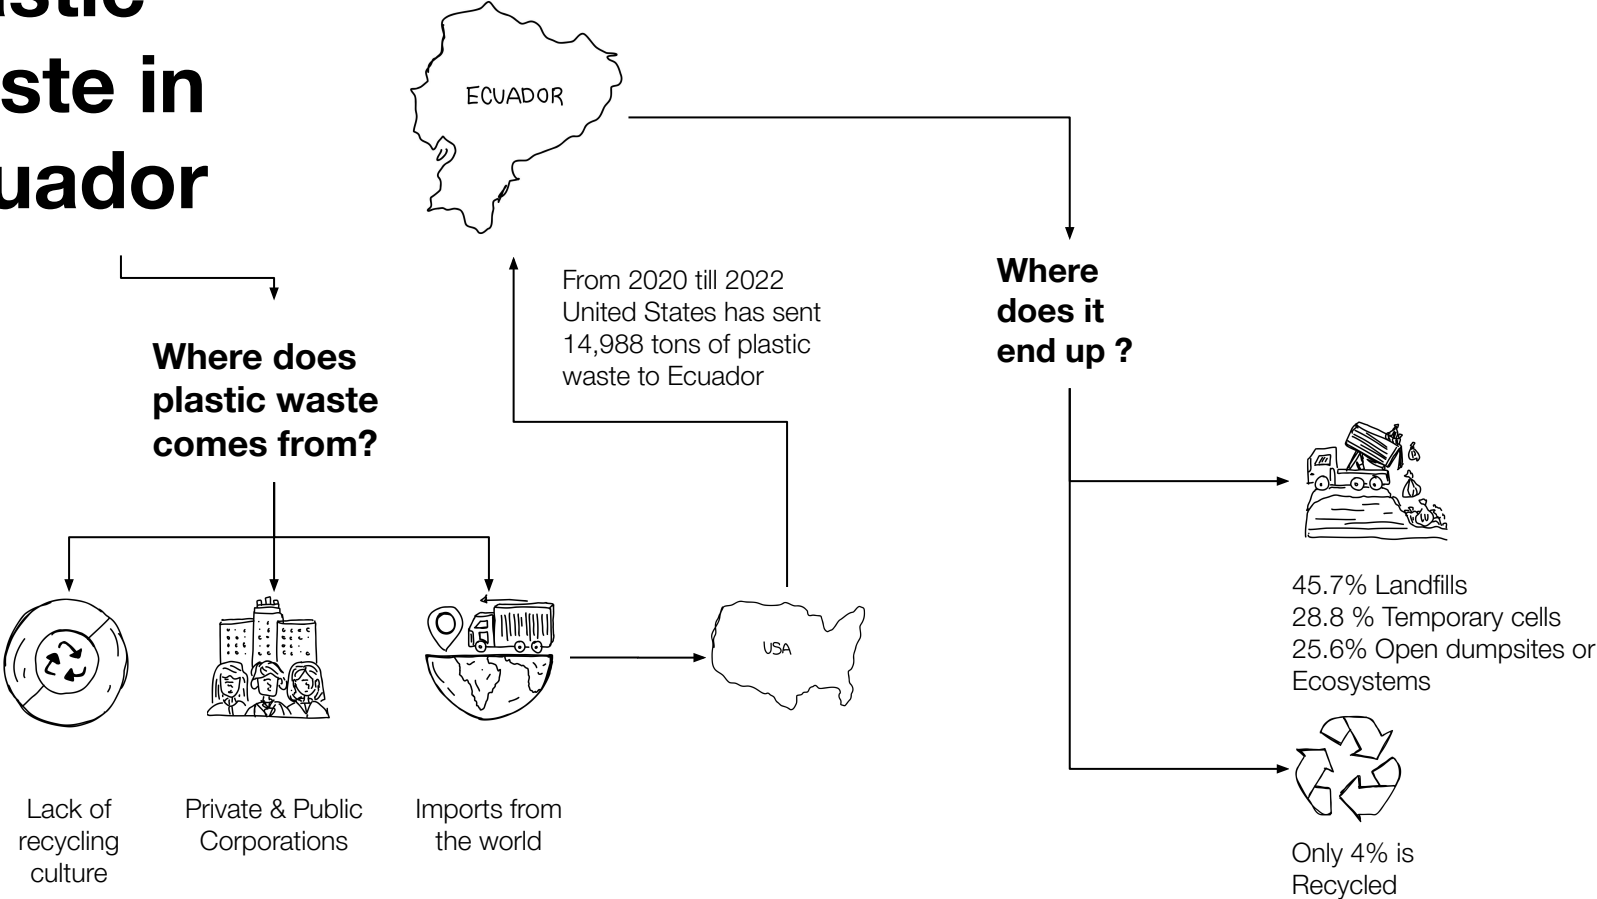 astic
ste in
uador
ECUADOR
From 2020 till 2022
United States has sent
14,988 tons of plastic
waste to Ecuador
Where
does it
end up ?
Where does
plastic waste
comes from?
USA
45.7% Landfills
28.8 % Temporary cells
25.6% Open dumpsites or
Ecosystems
Lack of
recycling
culture
Private & Public
Corporations
Imports from
the world
Only 4% is
Recycled